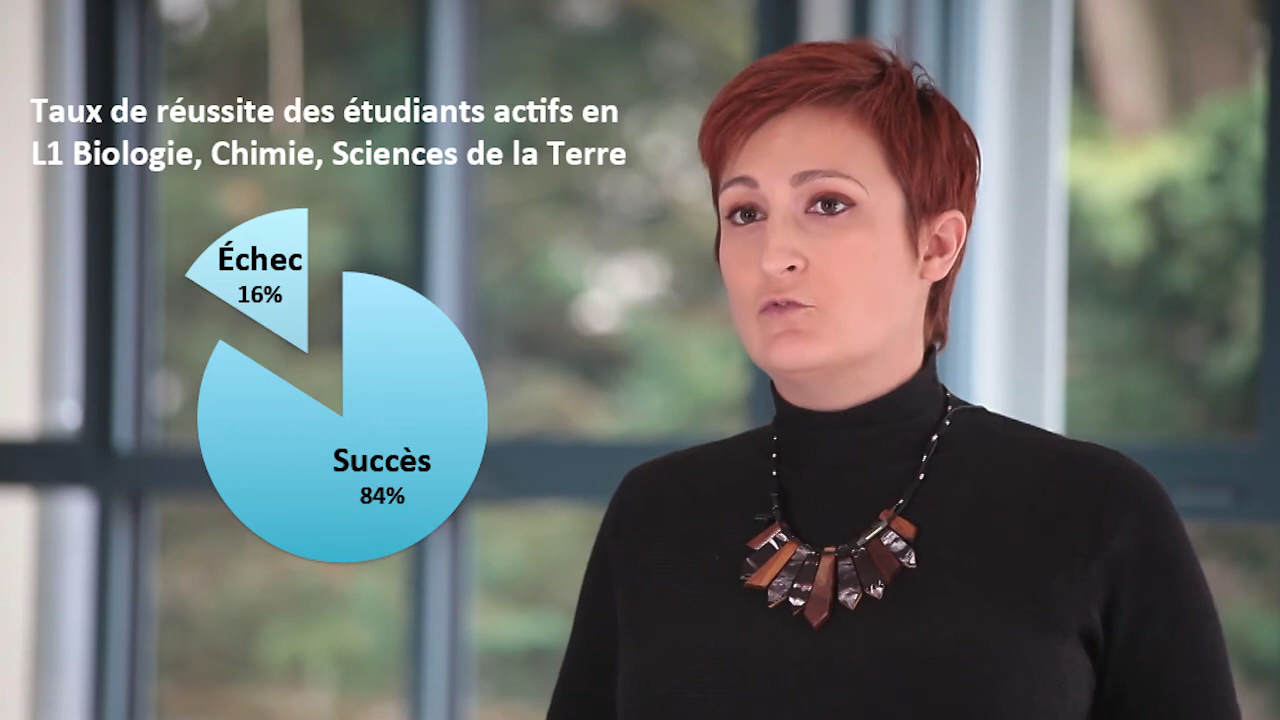 Taux de réussite des étudiants actifs en
L1 Biologie, Chimie, Sciences de la Terre
Échec
16%
Succès
84%